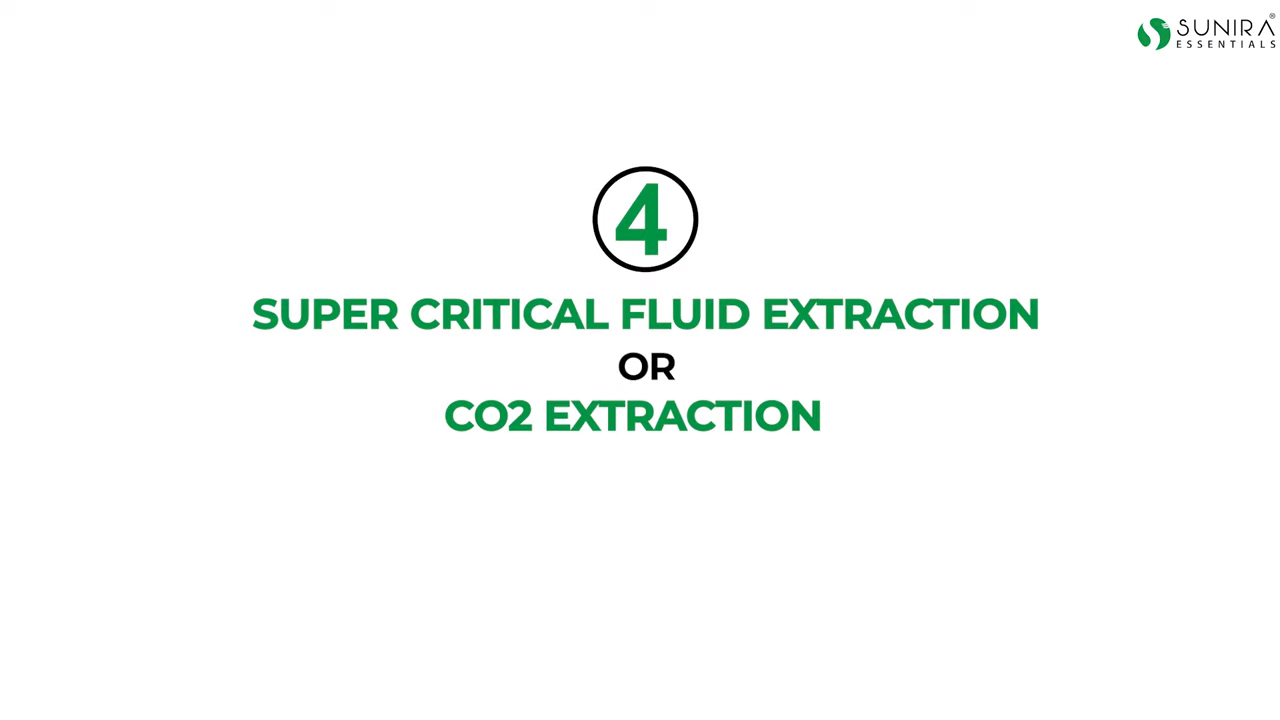 SUNIRA®
ESSENTIALS
4
SUPER CRITICAL FLUID EXTRACTION
OR
CO2 EXTRACTION